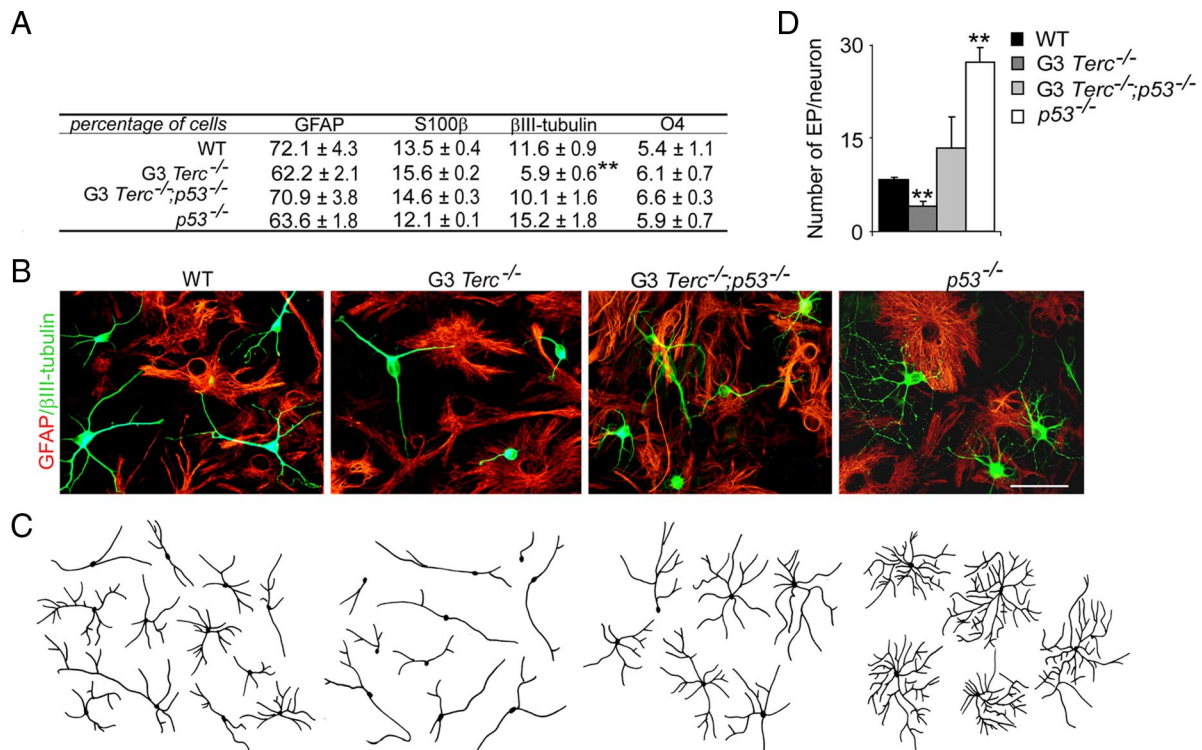 A
percentage of cells GFAP S100β βIII-tubulin O4
WT 72.1 ± 4.3 13.5 ± 0.4 11.6 ± 0.9 5.4 ± 1.1
G3 Terc-/- 62.2 ± 2.1 15.6 ± 0.2 5.9 ± 0.6** 6.1 ± 0.7
G3 Terc-/-;p53-/- 70.9 ± 3.8 14.6 ± 0.3 10.1 ± 1.6 6.6 ± 0.3
p53-/- 63.6 ± 1.8 12.1 ± 0.1 15.2 ± 1.8 5.9 ± 0.7
D
Number of EP/neuron
30
15
0
**
**
WT
G3 Terc-/-
G3 Terc-/-;p53-/-
p53-/-
B
WT G3 Terc-/- G3 Terc-/-;p53-/- p53-/-
GFAP/βIII-tubulin
C